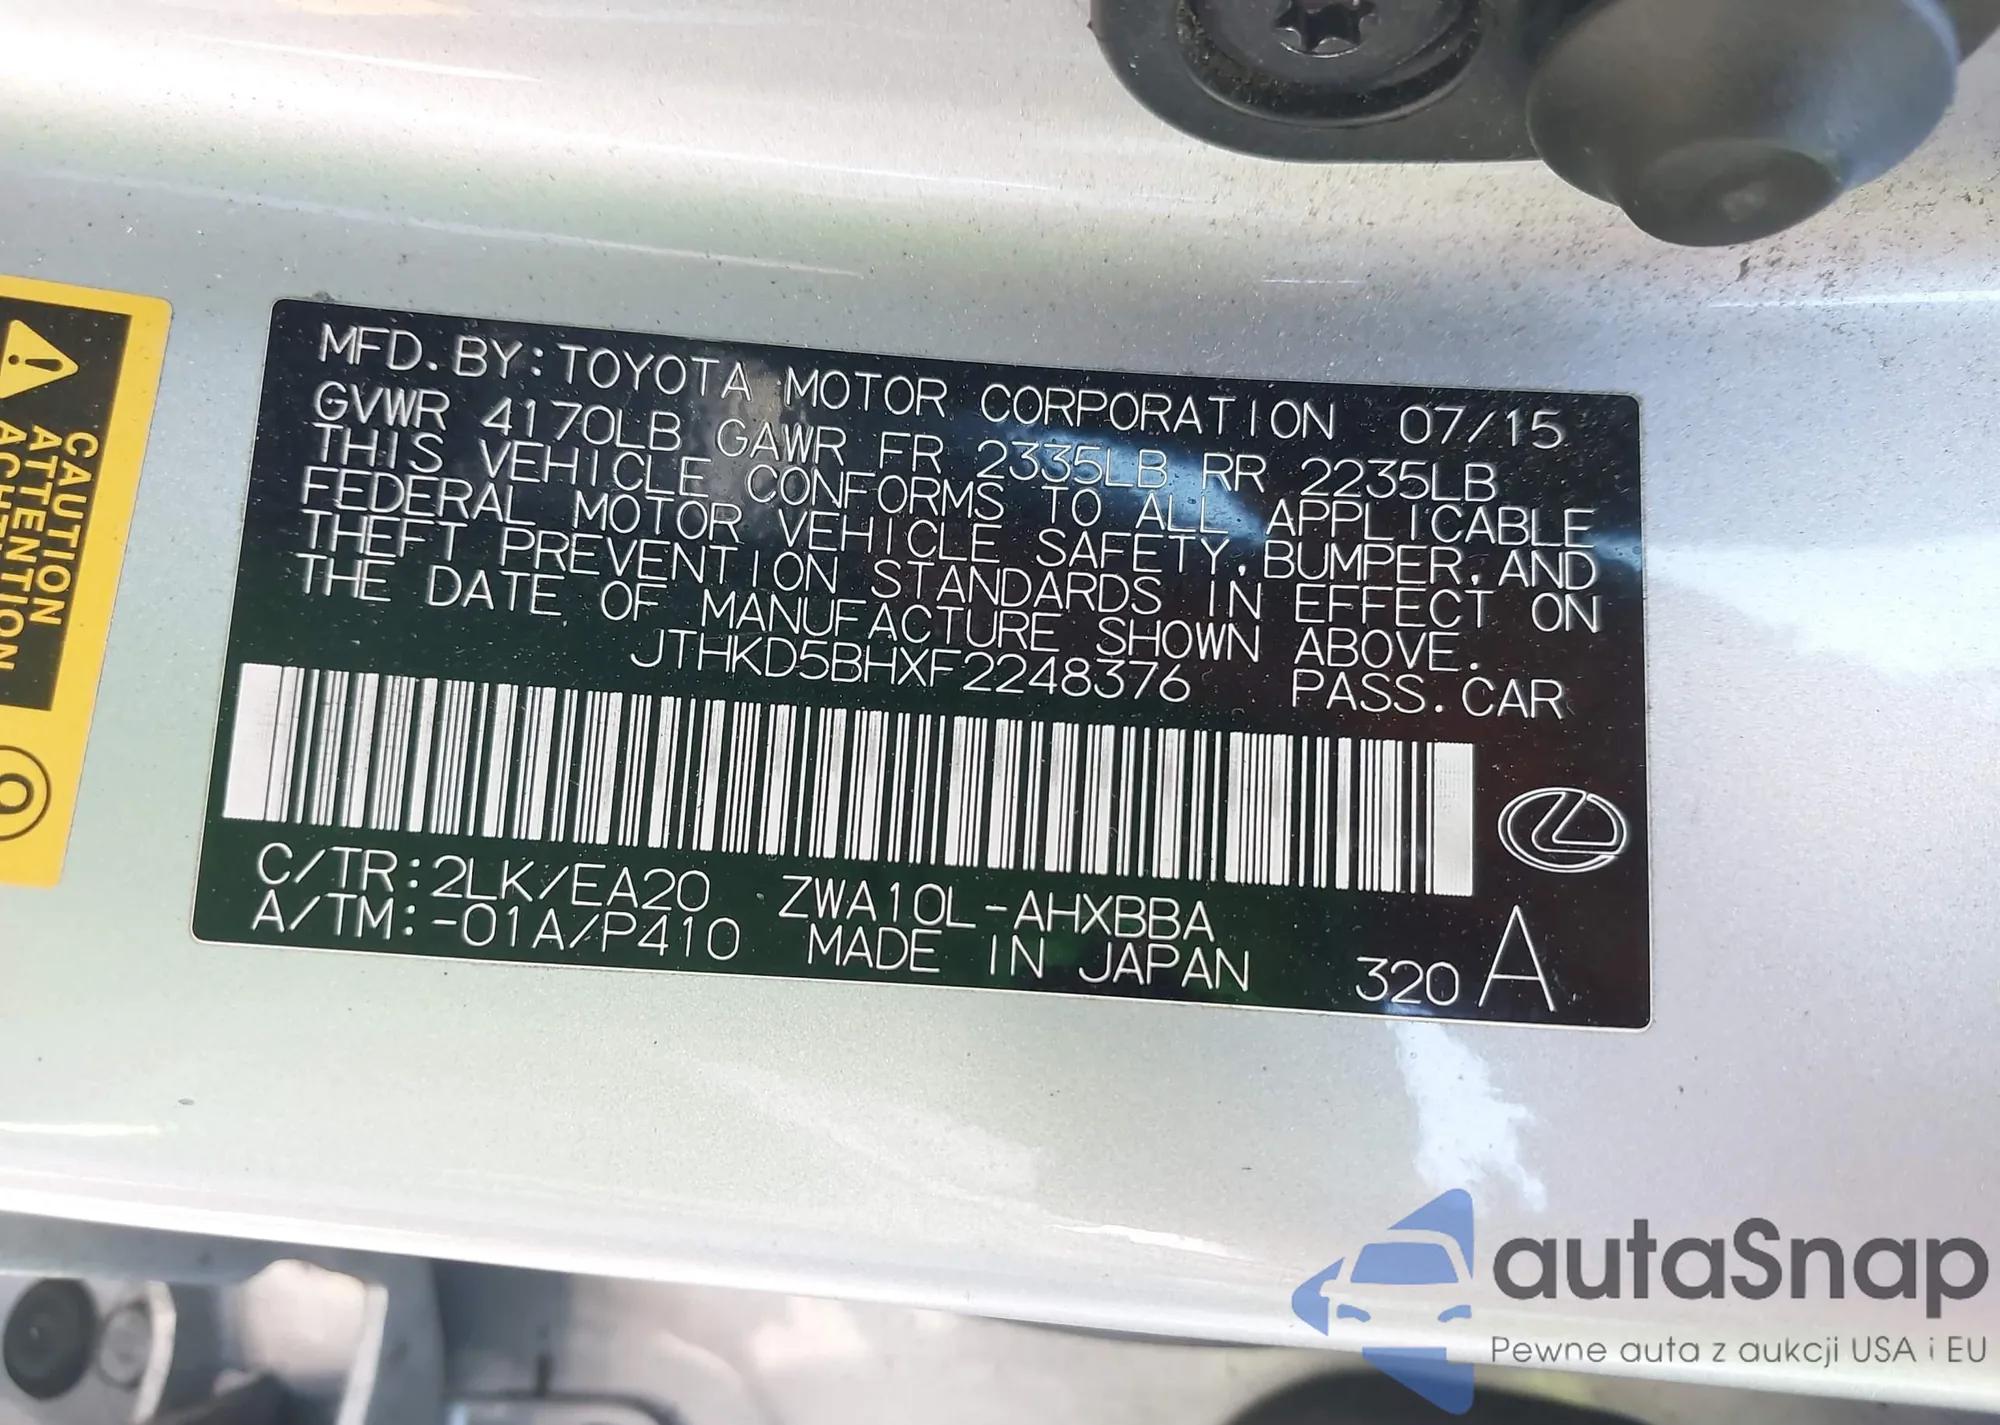 MFD. BY: TOYOTA MOTOR CORPORATION 07/15
GVWR 4170LB GAWR FR 2335LB RR 2235LB
THIS VEHICLE CONFORMS TO ALL APPLICABLE
FEDERAL MOTOR VEHICLE SAFETY, BUMPER, AND
THEFT PREVENTION STANDARDS IN EFFECT ON
THE DATE OF MANUFACTURE SHOWN ABOVE.
JTHKD5BHXF2248376 PASS. CAR
C/TR: 2LK/EA20 ZWA10L-AHXBBA
A/TM: -01A/P410 MADE IN JAPAN 320 A
CAUTION
ATTENTION
ACHTUNG
autaSnap
Pewne auta z aukcji USA i EU